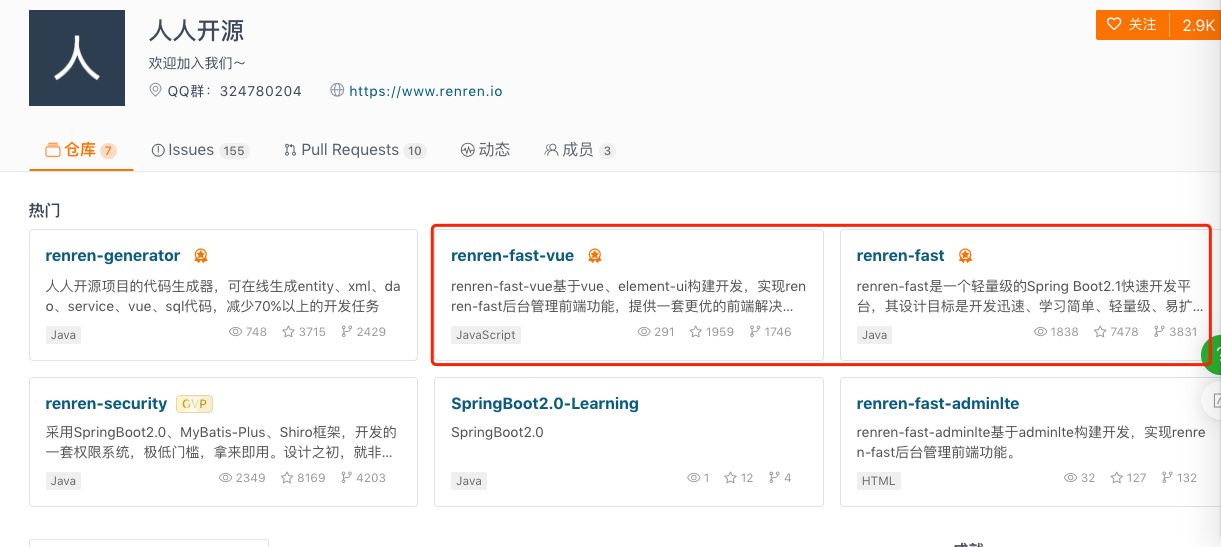 人
人人开源
关注 2.9K
欢迎加入我们～
QQ群：324780204 https://www.renren.io
仓库 7 Issues 155 Pull Requests 10 动态 成员 3
热门
renren-generator
人人开源项目的代码生成器，可在线生成entity、xml、da
o、service、vue、sql代码，减少70%以上的开发任务
Java 748 3715 2429
renren-fast-vue
renren-fast-vue基于vue、element-ui构建开发，实现ren
ren-fast后台管理前端功能，提供一套更优的前端解决...
JavaScript 291 1959 1746
renren-fast
renren-fast是一个轻量级的Spring Boot2.1快速开发平
台，其设计目标是开发迅速、学习简单、轻量级、易扩...
Java 1838 7478 3831
renren-security GVP
采用SpringBoot2.0、MyBatis-Plus、Shiro框架，开发的
一套权限系统，极低门槛，拿来即用。设计之初，就非...
Java 2349 8169 4203
SpringBoot2.0-Learning
SpringBoot2.0
Java 1 12 4
renren-fast-adminlte
renren-fast-adminlte基于adminlte构建开发，实现renre
n-fast后台管理前端功能。
HTML 32 127 132